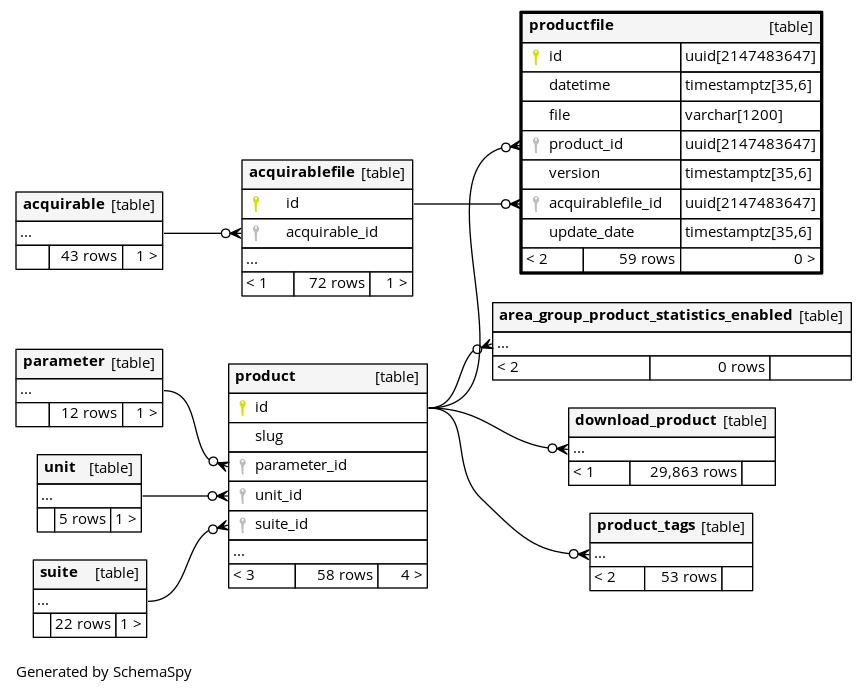 productfile [table]
id uuid[2147483647]
datetime timestamptz[35,6]
file varchar[1200]
product_id uuid[2147483647]
version timestamptz[35,6]
acquirablefile_id uuid[2147483647]
update_date timestamptz[35,6]
< 2 59 rows 0 >
acquirablefile [table]
id
acquirable_id
...
< 1 72 rows 1 >
acquirable [table]
...
43 rows 1 >
area_group_product_statistics_enabled [table]
...
< 2 0 rows
parameter [table]
...
12 rows 1 >
product [table]
id
slug
parameter_id
unit_id
suite_id
...
< 3 58 rows 4 >
download_product [table]
...
< 1 29,863 rows
unit [table]
...
5 rows 1 >
product_tags [table]
...
< 2 53 rows
suite [table]
...
22 rows 1 >
Generated by SchemaSpy